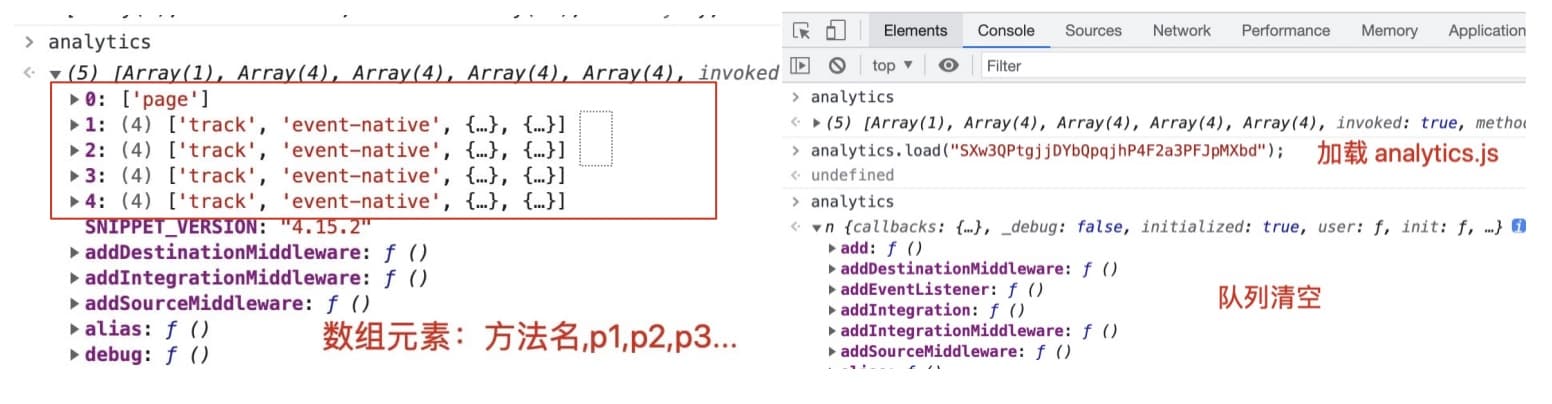 > analytics
(5) [Array(1), Array(4), Array(4), Array(4), Array(4), invoked
0: ['page']
1: (4) ['track', 'event-native', {…}, {…}]
2: (4) ['track', 'event-native', {…}, {…}]
3: (4) ['track', 'event-native', {…}, {…}]
4: (4) ['track', 'event-native', {…}, {…}]
SNIPPET_VERSION: "4.15.2"
addDestinationMiddleware: ƒ ()
addIntegrationMiddleware: ƒ ()
addSourceMiddleware: ƒ ()
alias: ƒ ()
debug: ƒ ()
数组元素：方法名,p1,p2,p3...
Elements Console Sources Network Performance Memory Application
top ▼ Filter
> analytics
(5) [Array(1), Array(4), Array(4), Array(4), Array(4), invoked: true, metho
> analytics.load("SXw3QPtgjjDYbQpqjhP4F2a3PFJpMXbd");
加载 analytics.js
undefined
> analytics
n {callbacks: {…}, _debug: false, initialized: true, user: ƒ, init: ƒ, …} i
add: ƒ ()
addDestinationMiddleware: ƒ ()
addEventListener: ƒ ()
addIntegration: ƒ ()
addIntegrationMiddleware: ƒ ()
addSourceMiddleware: ƒ ()
队列清空